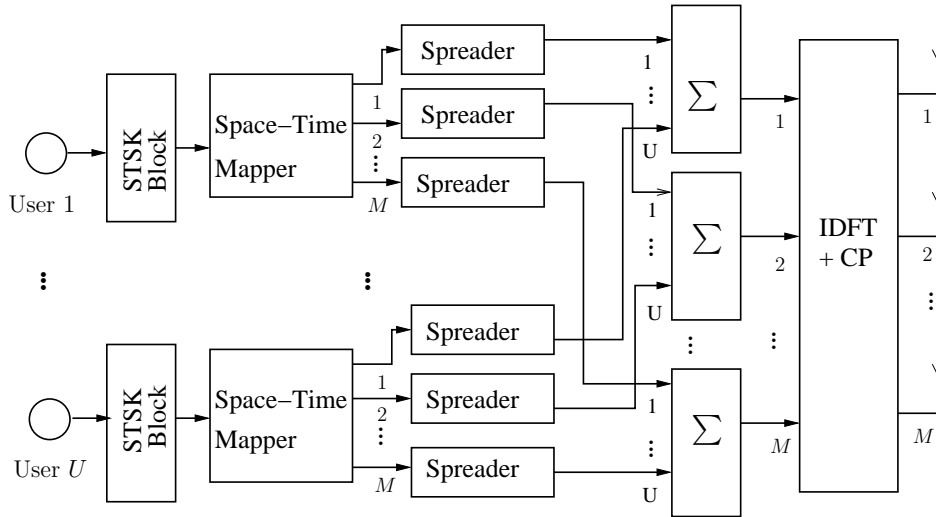 Spreader
1
STSK
Block
Space–Time
Mapper
1
2
⋮
M
Spreader
Spreader
User 1
1
⋮
U
∑
1
1
⋮
U
∑
2
IDFT
+ CP
1
2
⋮
⋮
⋮
Spreader
STSK
Block
Space–Time
Mapper
1
2
⋮
M
Spreader
Spreader
User U
⋮
⋮
1
⋮
U
∑
M
M